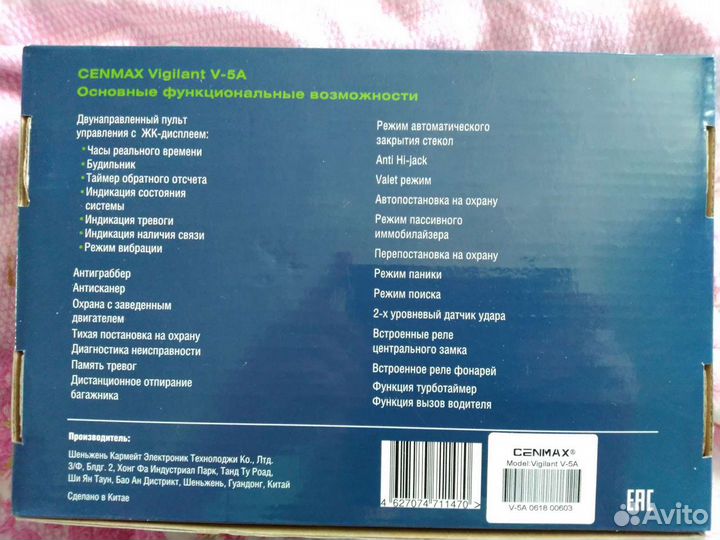 CENMAX Vigilant V-5A
Основные функциональные возможности
Двунаправленный пульт
управления с ЖК-дисплеем:
• Часы реального времени
• Будильник
• Таймер обратного отсчета
• Индикация состояния
системы
• Индикация тревоги
• Индикация наличия связи
• Режим вибрации
Антиграббер
Антисканер
Охрана с заведенным
двигателем
Тихая постановка на охрану
Диагностика неисправности
Память тревог
Дистанционное отпирание
багажника
Режим автоматического
закрытия стекол
Anti Hi-jack
Valet режим
Автопостановка на охрану
Режим пассивного
иммобилайзера
Перепостановка на охрану
Режим паники
Режим поиска
2-х уровневый датчик удара
Встроенные реле
центрального замка
Встроенное реле фонарей
Функция турботаймер
Функция вызов водителя
Производитель:
Шеньжень Кармейт Электроник Технолоджи Ко., Лтд.
3/Ф, Блдг. 2, Хонг Фа Индустриал Парк, Танд Ту Роад,
Ши Ян Таун, Бао Ан Дистрикт, Шеньжень, Гуандонг, Китай
Сделано в Китае
4 627074 711470 >
CENMAX®
Model:Vigilant V-5A
V-5A 0618 00603
EAC
Avito